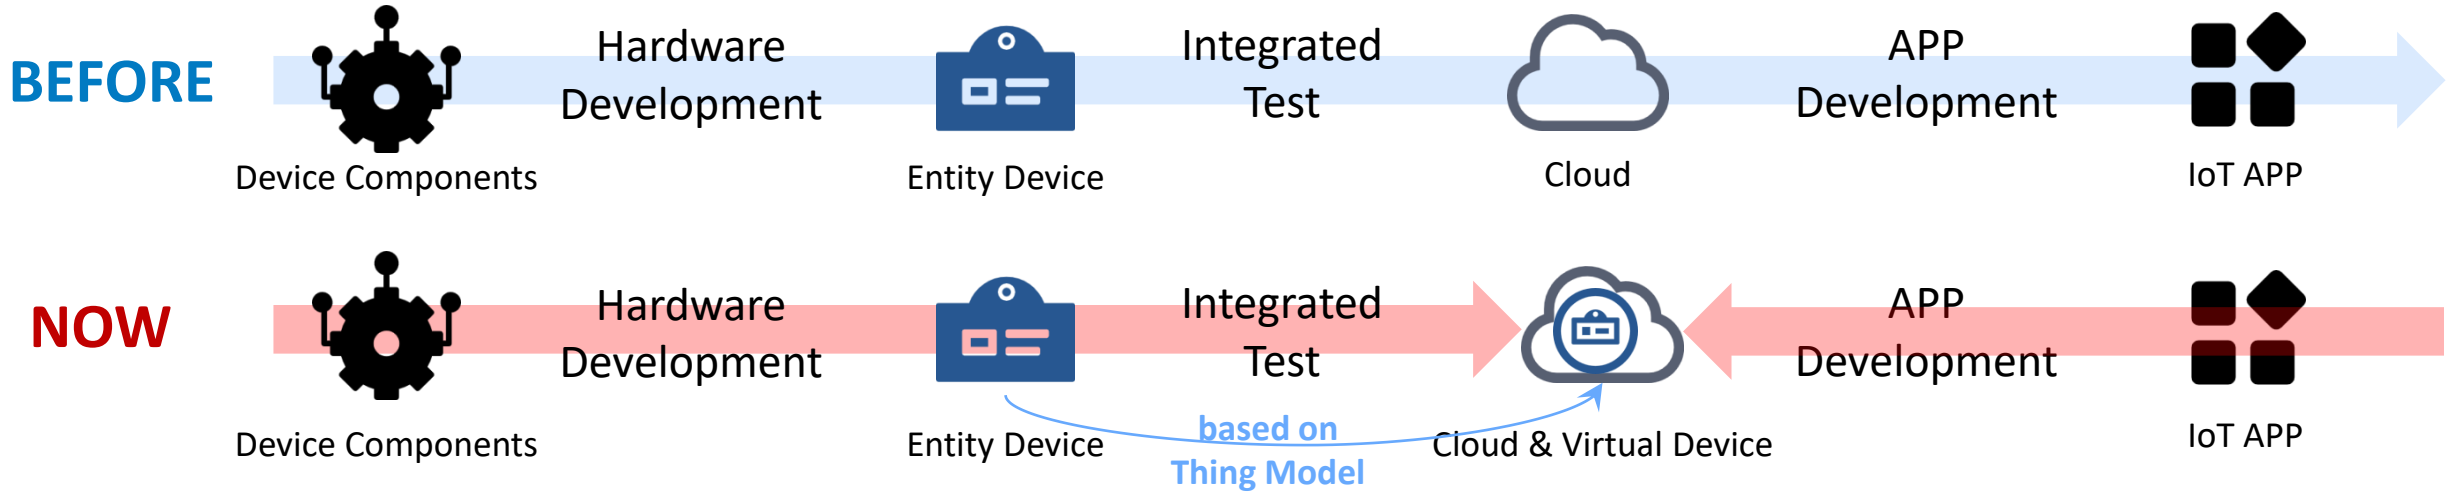 BEFORE
Hardware
Development
Integrated
Test
APP
Development
Device Components
Entity Device
Cloud
IoT APP
NOW
Hardware
Development
Integrated
Test
APP
Development
Device Components
Entity Device
based on
Thing Model
Cloud & Virtual Device
IoT APP